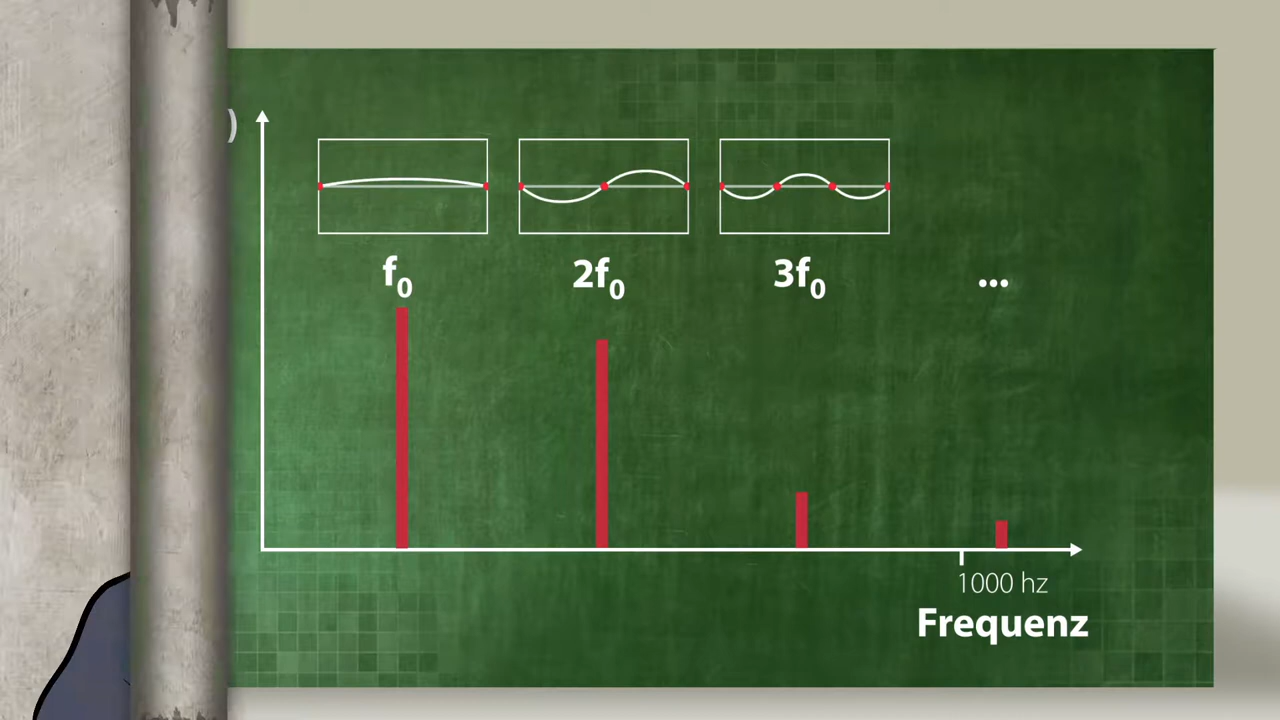 )
f₀ 2f₀ 3f₀ ...
1000 hz
Frequenz